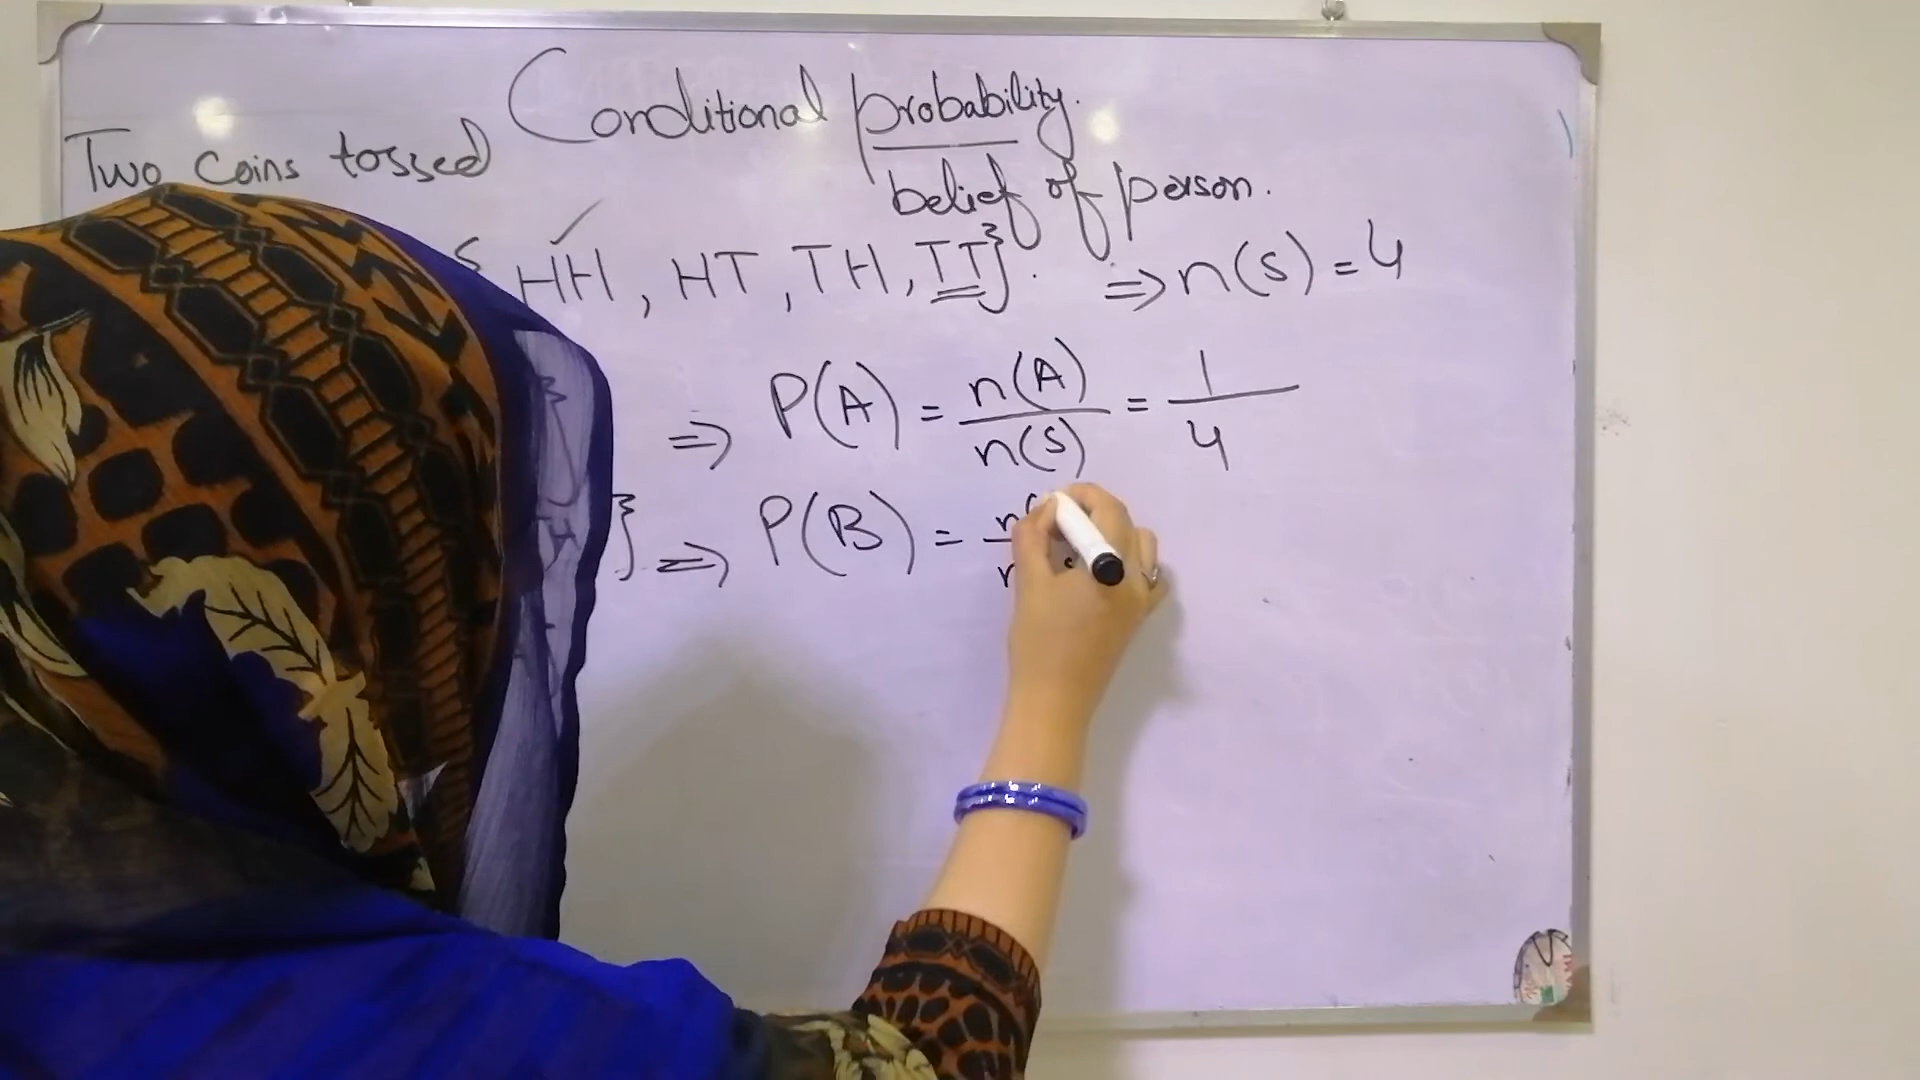 Conditional probability.
Two coins tossed
belief of person.
HH, HT, TH, TT}. ⇒ n(S) = 4
⇒ P(A) = n(A)/n(S) = 1/4
} ⇒ P(B) = n(